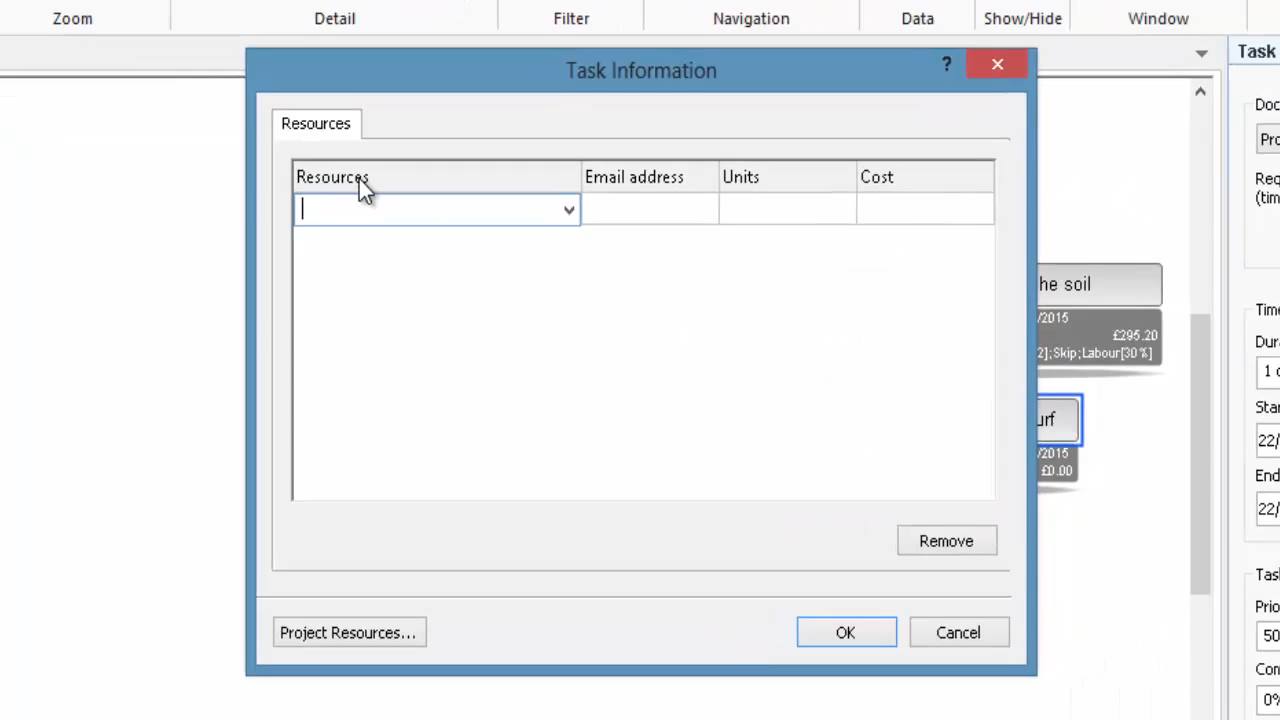 Zoom Detail Filter Navigation Data Show/Hide Window
Task Information
?
Task
Resources
Resources Email address Units Cost
he soil
/2015
£295.20
2];Skip;Labour[30%]
urf
/2015
£0.00
Remove
Project Resources... OK Cancel
Doc
Pro
Req
(tim
Time
Dura
1 d
Star
22/
End
22/
Task
Prio
50
Com
0%